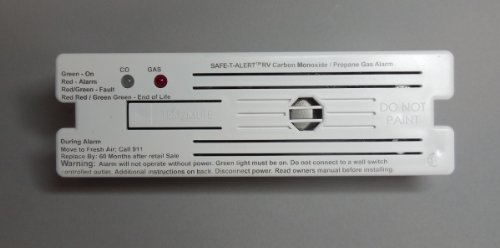 SAFE-T-ALERT™ RV Carbon Monoxide / Propane Gas Alarm
Green - On
Red - Alarm
Red/Green - Fault
Red Red / Green Green - End of Life
CO
GAS
TEST/MUTE
DO NOT
PAINT
During Alarm
Move to Fresh Air; Call 911
Replace By: 60 Months after retail Sale
Warning: Alarm will not operate without power. Green light must be on. Do not connect to a wall switch
controlled outlet. Additional instructions on back. Disconnect power. Read owners manual before installing.